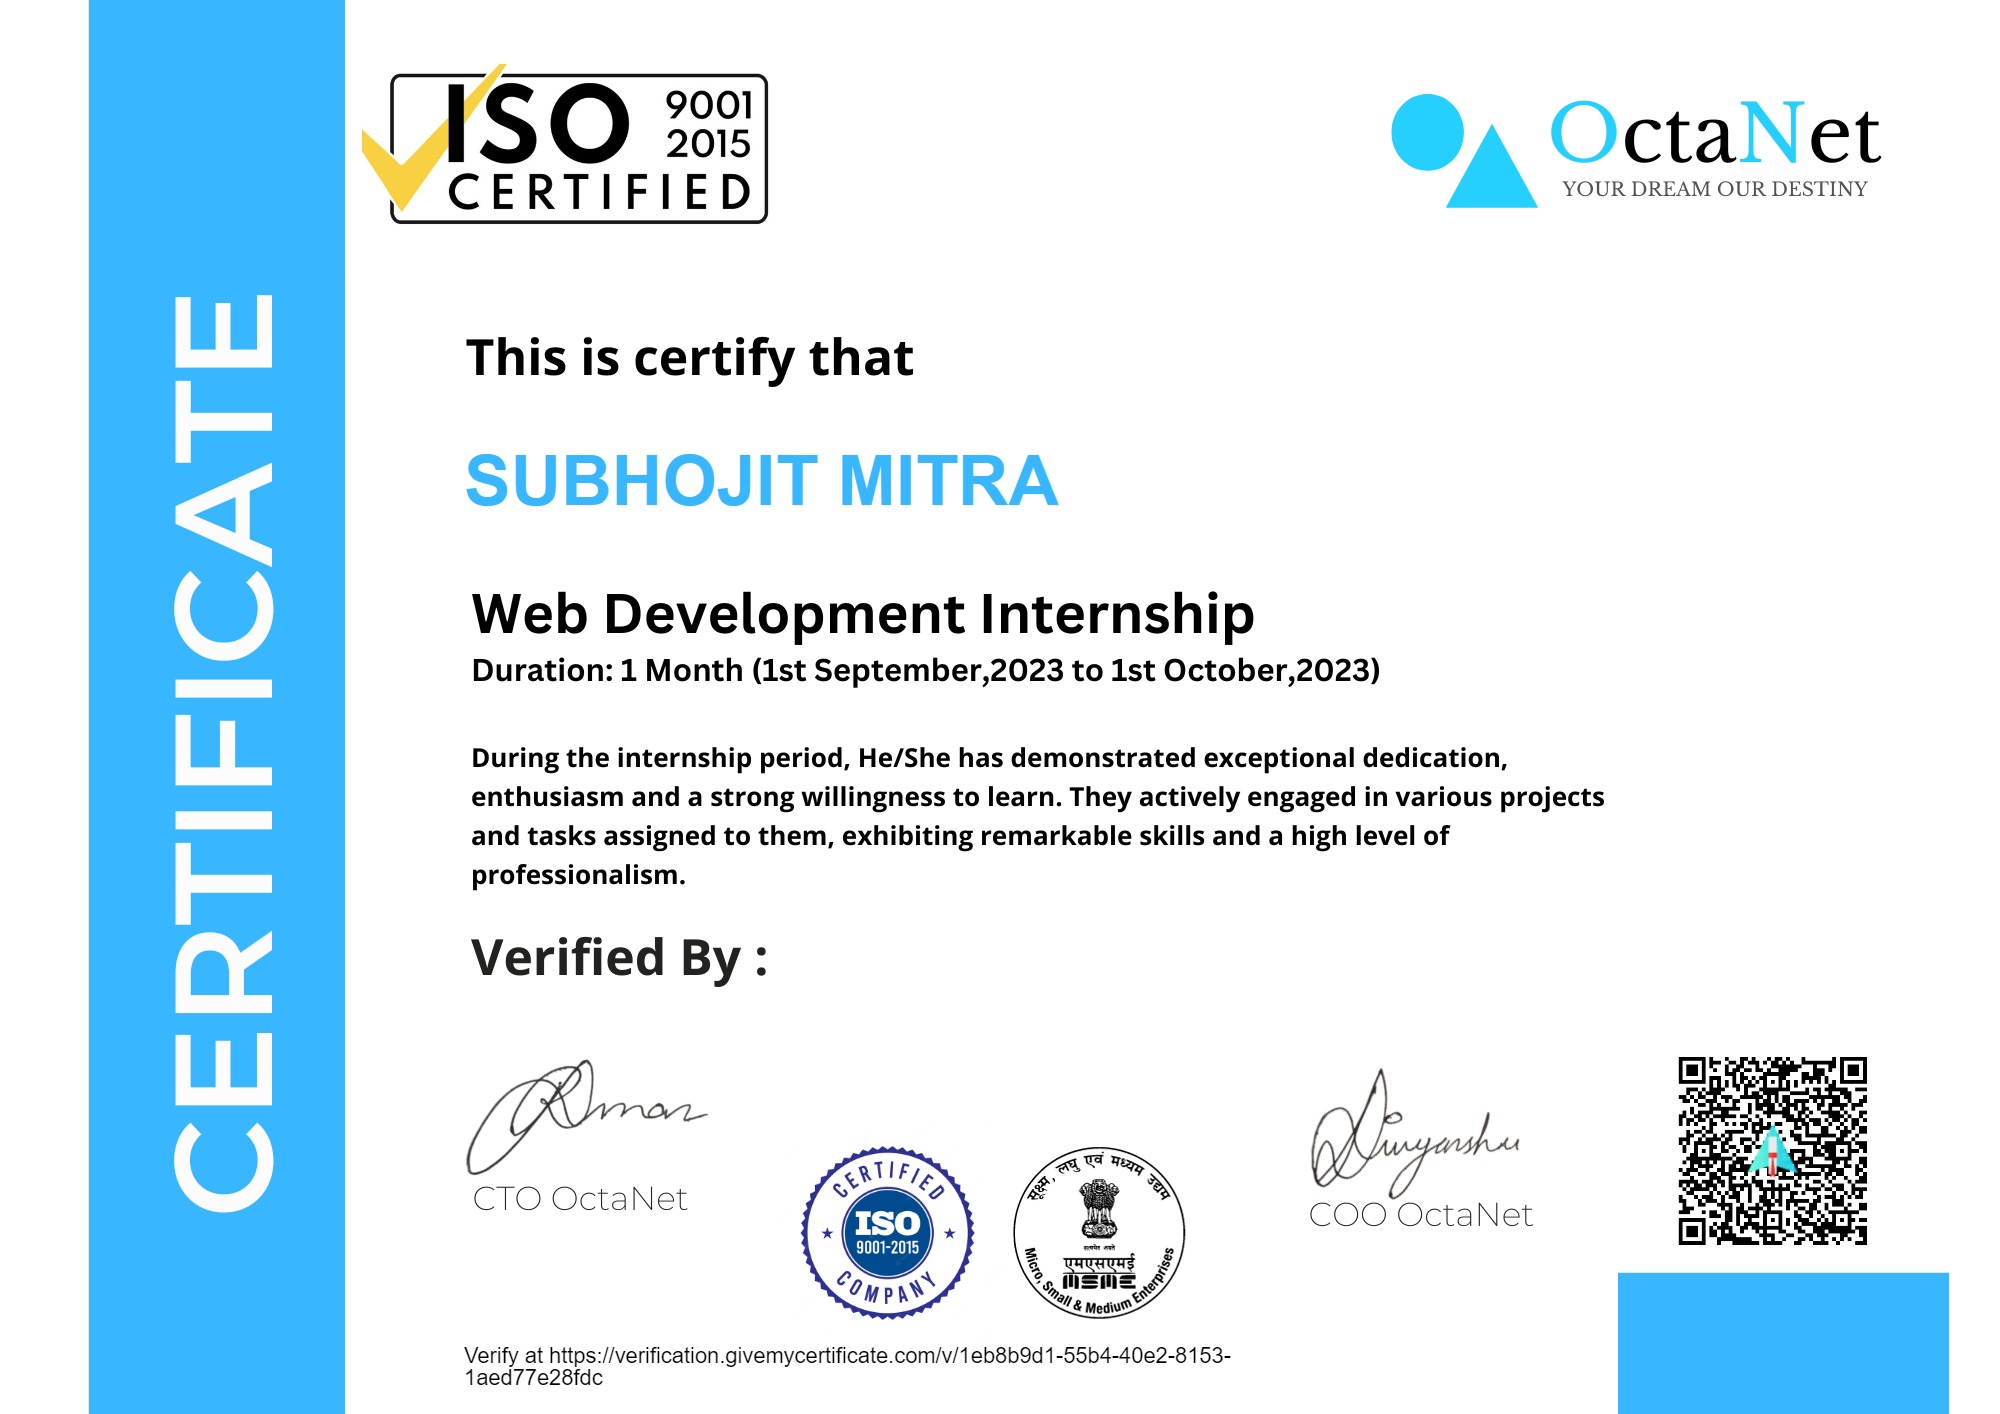 CERTIFICATE
ISO 9001
2015
CERTIFIED
OctaNet
YOUR DREAM OUR DESTINY
This is certify that
SUBHOJIT MITRA
Web Development Internship
Duration: 1 Month (1st September,2023 to 1st October,2023)
During the internship period, He/She has demonstrated exceptional dedication,
enthusiasm and a strong willingness to learn. They actively engaged in various projects
and tasks assigned to them, exhibiting remarkable skills and a high level of
professionalism.
Verified By :
CTO OctaNet
CERTIFIED
ISO
9001-2015
COMPANY
सूक्ष्म, लघु एवं मध्यम उद्यम
सत्यमेव जयते
एमएसएमई
MSME
Micro, Small & Medium Enterprises
COO OctaNet
Verify at https://verification.givemycertificate.com/v/1eb8b9d1-55b4-40e2-8153-
1aed77e28fdc